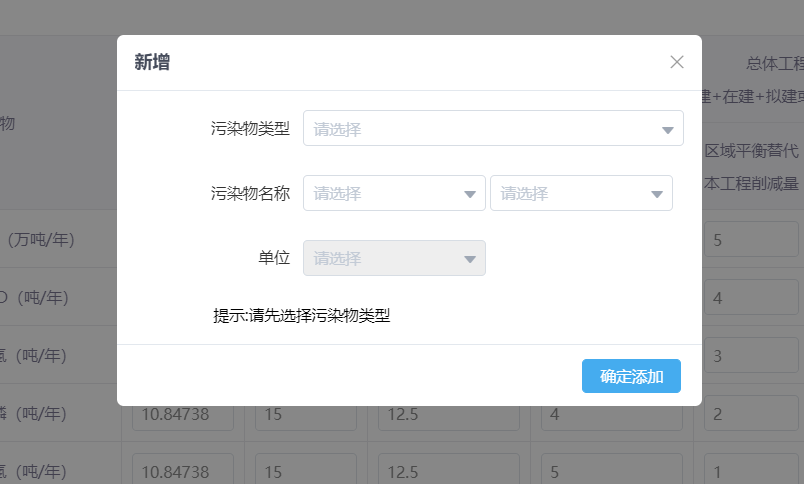 新增
污染物类型 请选择
污染物名称 请选择 请选择
单位 请选择
提示:请先选择污染物类型
确定添加
总体工程
建+在建+拟建或
物
区域平衡替代
本工程削减量
（万吨/年） 5
（吨/年） 4
（吨/年） 3
（吨/年） 10.84738 15 12.5 4 2
（吨/年） 10.84738 15 12.5 5 1